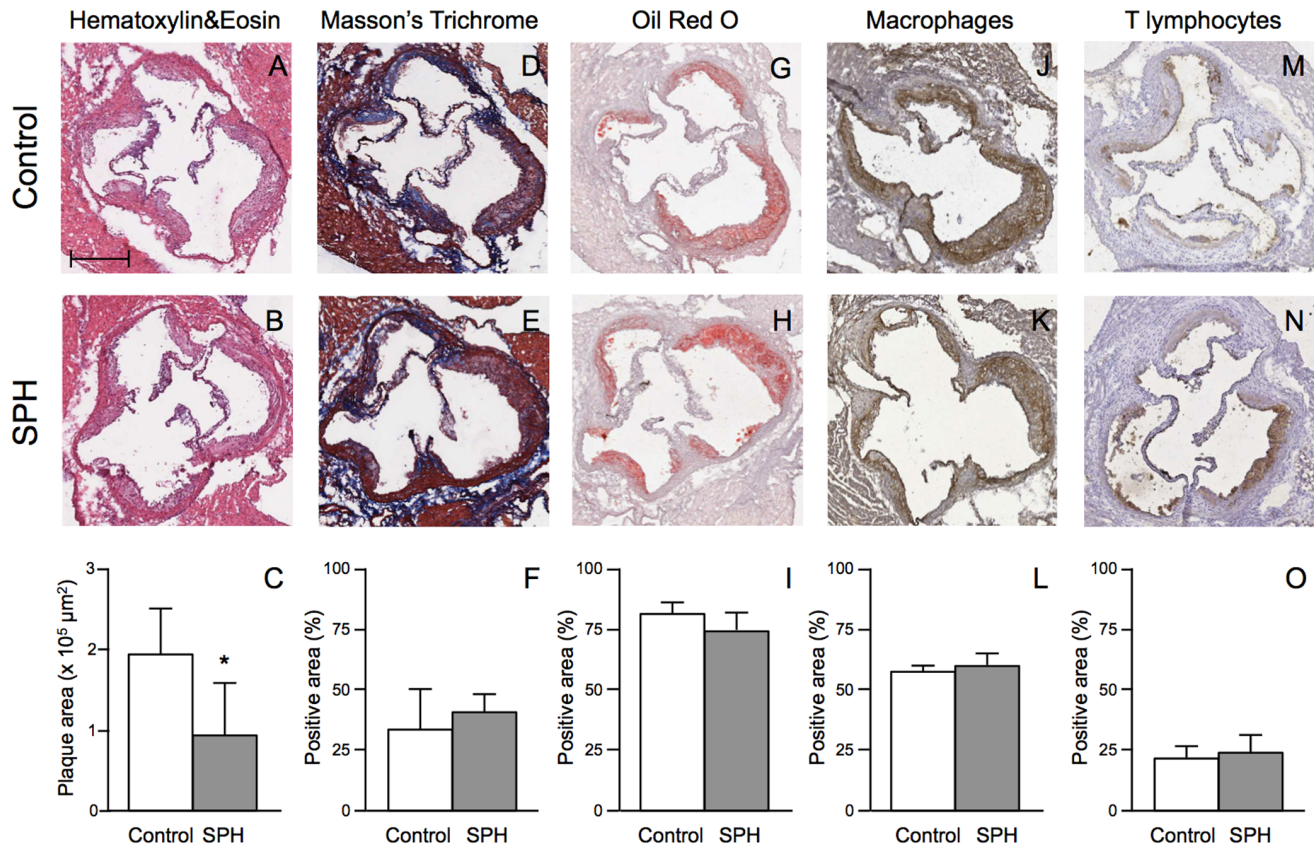 Hematoxylin&Eosin Masson's Trichrome Oil Red O Macrophages T lymphocytes
Control A D G J M
SPH B E H K N
C F I L O
Plaque area (x 10⁵ µm²) 3 2 1 0 *
Positive area (%) 100 75 50 25 0
Positive area (%) 100 75 50 25 0
Positive area (%) 100 75 50 25 0
Positive area (%) 100 75 50 25 0
Control SPH Control SPH Control SPH Control SPH Control SPH